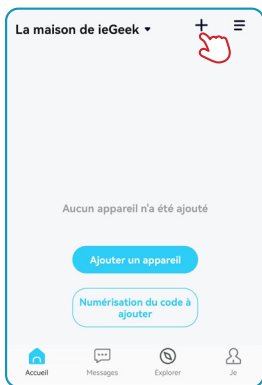 La maison de ieGeek
Aucun appareil n'a été ajouté
Ajouter un appareil
Numérisation du code à
ajouter
Accueil
Messages
Explorer
Je